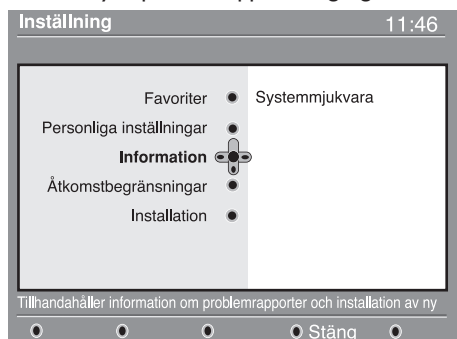 Inställning 11:46
Favoriter Systemmjukvara
Personliga inställningar
Information
Åtkomstbegränsningar
Installation
Tillhandahåller information om problemrapporter och installation av ny
Stäng